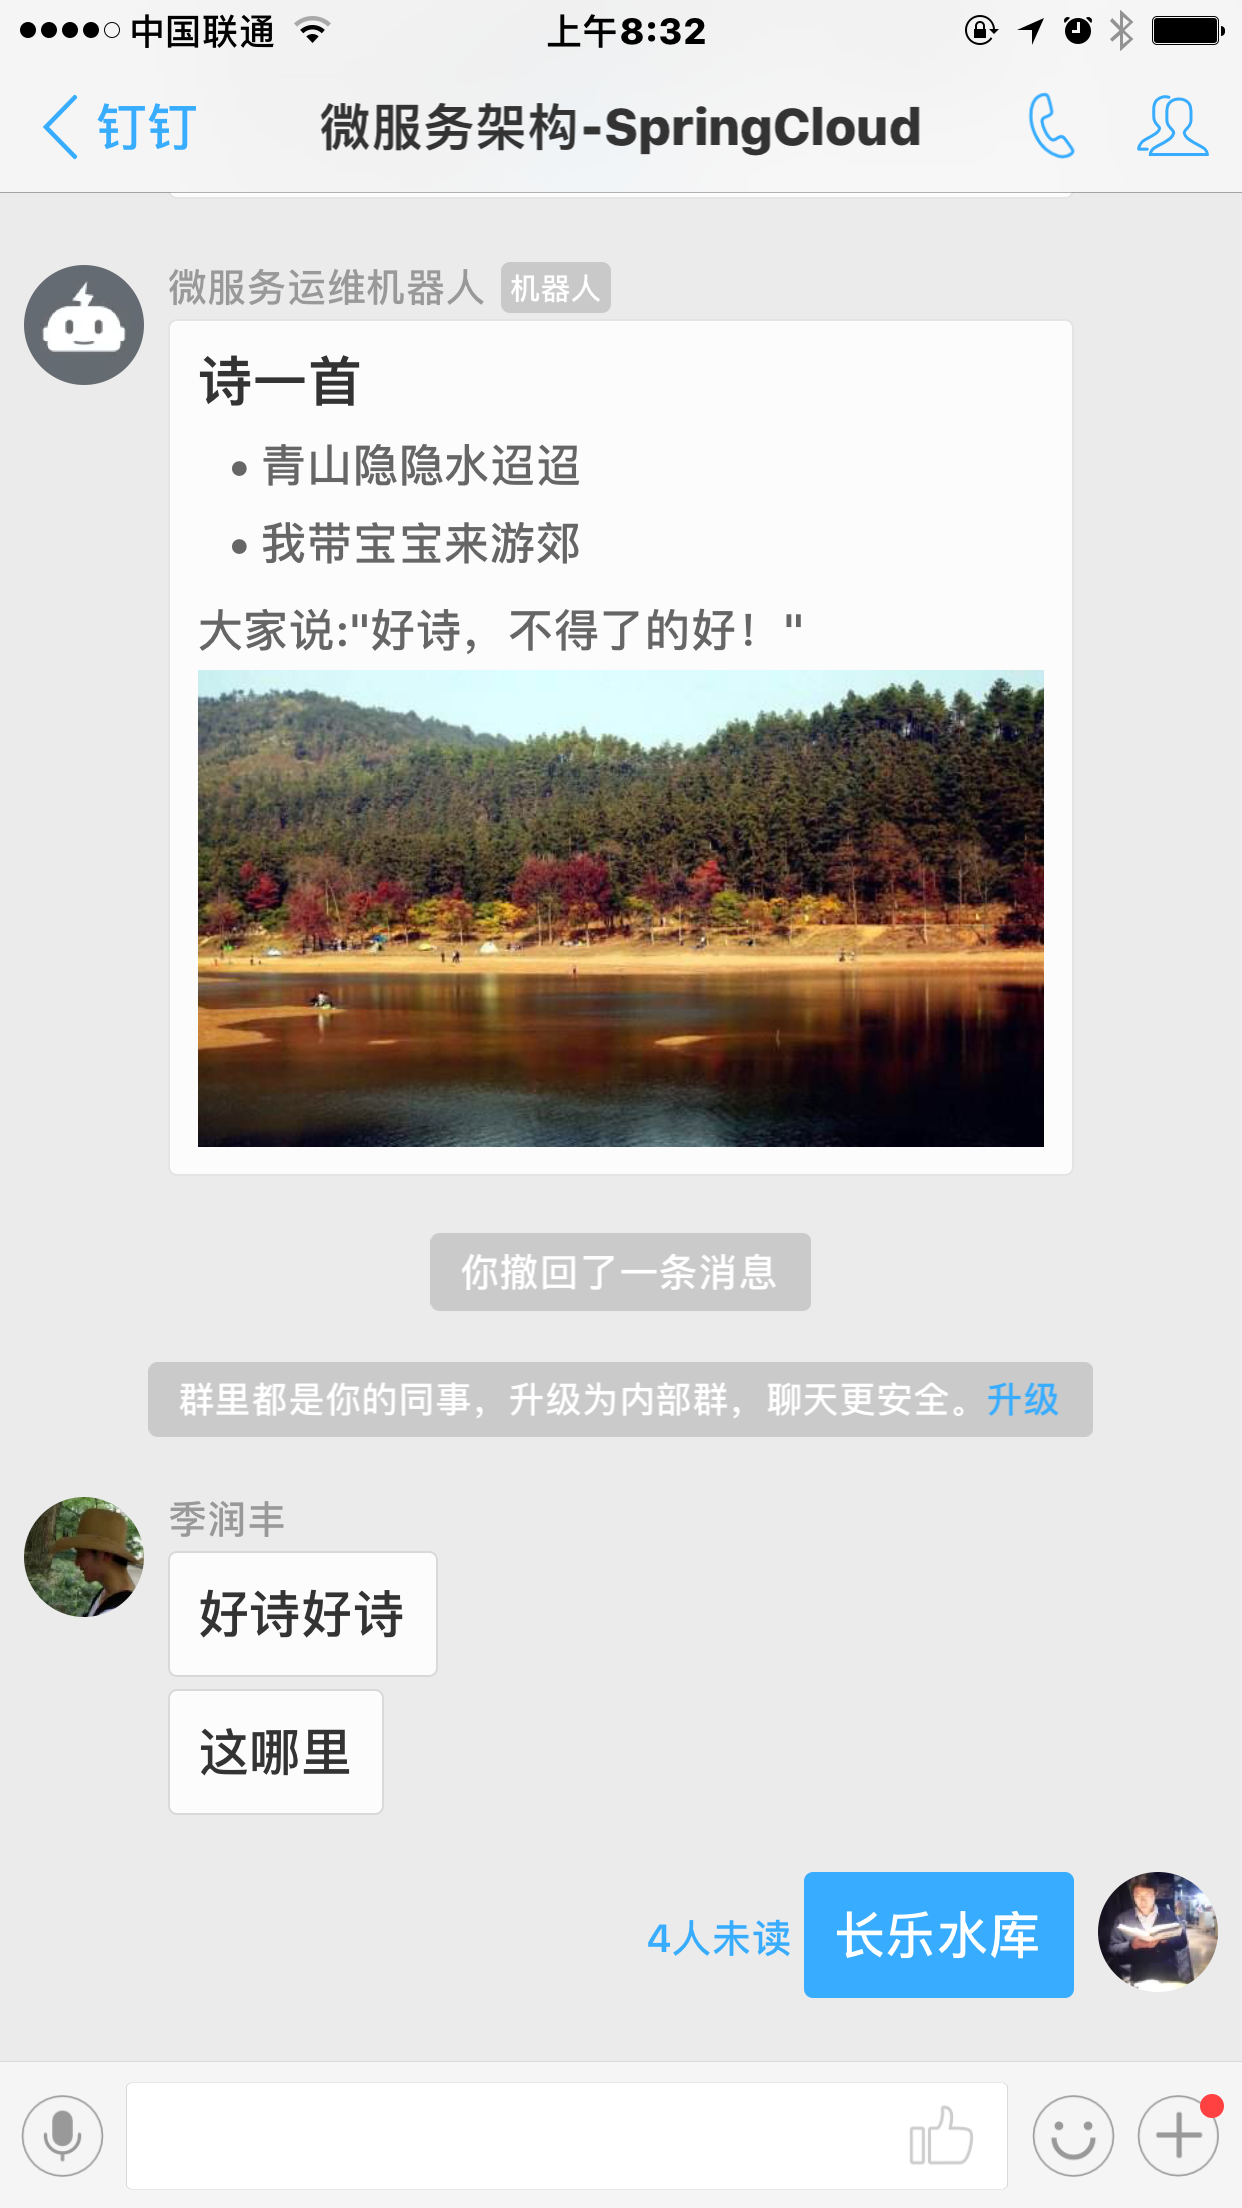 中国联通
上午8:32
钉钉
微服务架构-SpringCloud
微服务运维机器人 机器人
诗一首
• 青山隐隐水迢迢
• 我带宝宝来游郊
大家说:"好诗，不得了的好！"
你撤回了一条消息
群里都是你的同事，升级为内部群，聊天更安全。升级
季润丰
好诗好诗
这哪里
4人未读
长乐水库